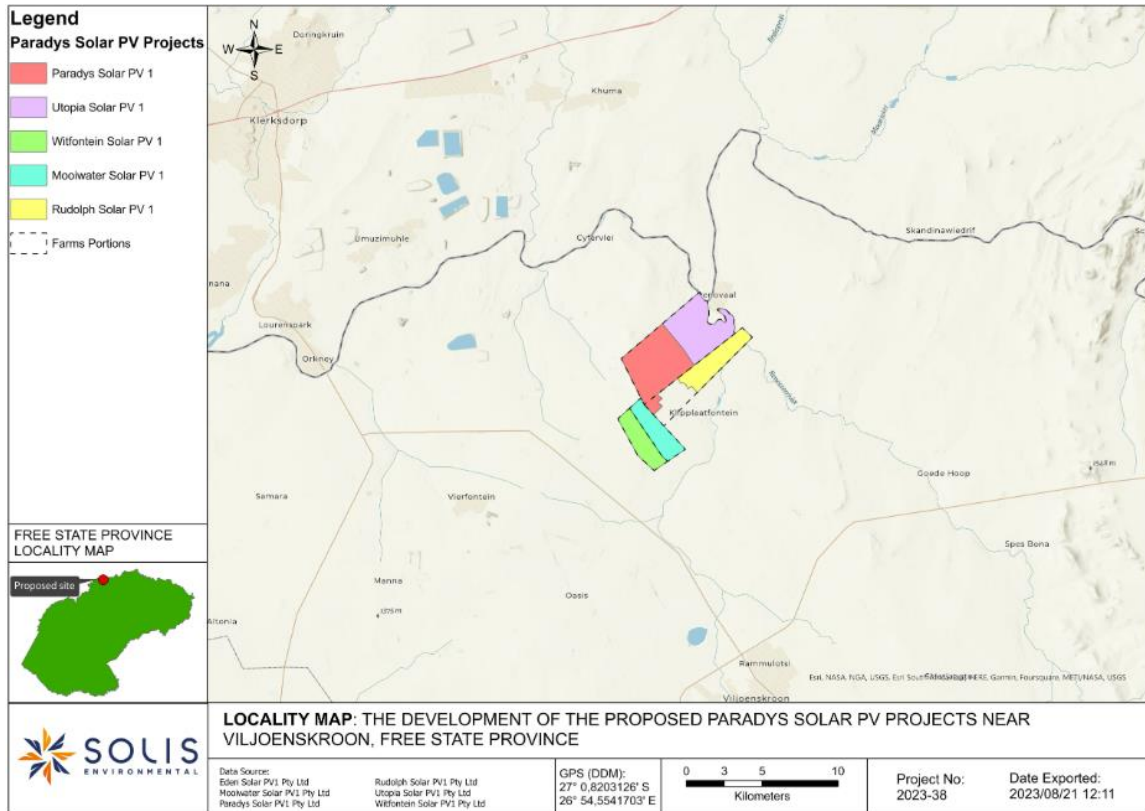 Legend
Paradys Solar PV Projects
Paradys Solar PV 1
Utopia Solar PV 1
Witfontein Solar PV 1
Mooiwater Solar PV 1
Rudolph Solar PV 1
Farms Portions
N
W E
S
Doringkruin
Klerksdorp
Khuma
Umuzimuhle
Cyfervlei
Skandinawiedrif
Lourenspark
Orkney
Klipplaatfontein
Goede Hoop
Samara
Vierfontein
Spes Bona
Manna
1375 m
Oasis
Altonia
Rammulotsi
Viljoenskroon
FREE STATE PROVINCE
LOCALITY MAP
Proposed site
SOLIS
ENVIRONMENTAL
LOCALITY MAP: THE DEVELOPMENT OF THE PROPOSED PARADYS SOLAR PV PROJECTS NEAR
VILJOENSKROON, FREE STATE PROVINCE
Data Source:
Eden Solar PV1 Pty Ltd
Mooiwater Solar PV1 Pty Ltd
Paradys Solar PV1 Pty Ltd
Rudolph Solar PV1 Pty Ltd
Utopia Solar PV1 Pty Ltd
Witfontein Solar PV1 Pty Ltd
GPS (DDM):
27° 0,8203126' S
26° 54,5541703' E
0 3 5 10
Kilometers
Project No:
2023-38
Date Exported:
2023/08/21 12:11